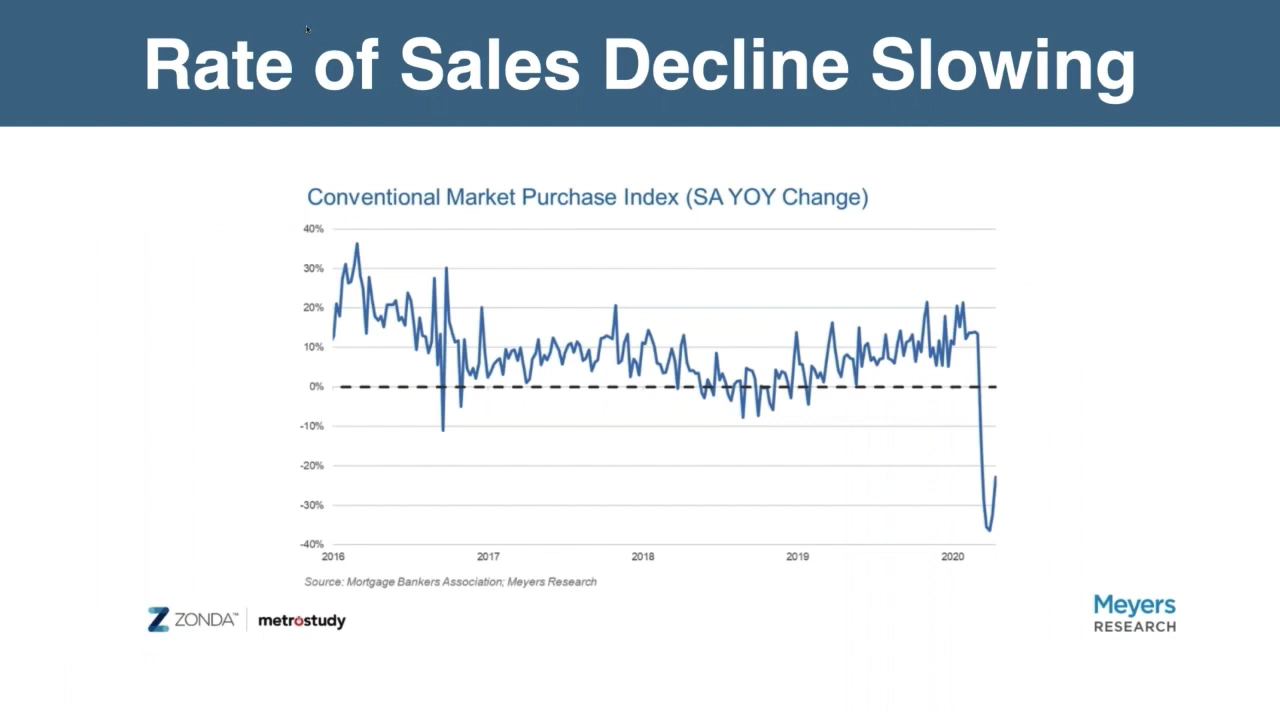 Rate of Sales Decline Slowing
Conventional Market Purchase Index (SA YOY Change)
40%
30%
20%
10%
0%
-10%
-20%
-30%
-40%
2016 2017 2018 2019 2020
Source: Mortgage Bankers Association; Meyers Research
ZONDA™ metrostudy
Meyers
RESEARCH